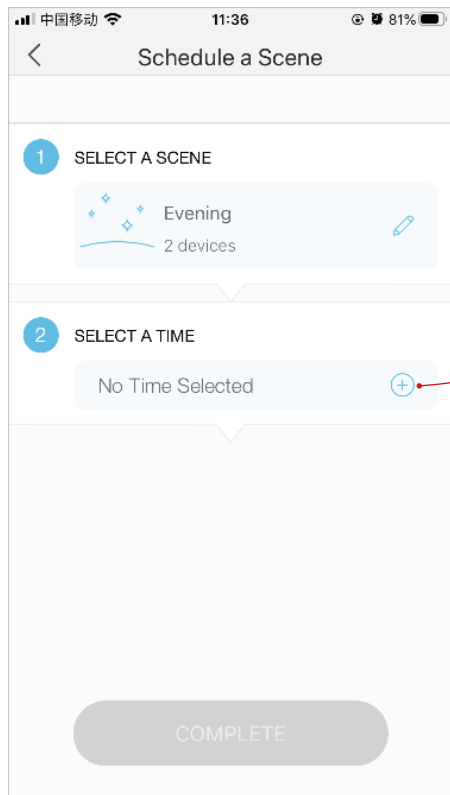 中国移动 11:36 81%
Schedule a Scene
1 SELECT A SCENE
Evening
2 devices
2 SELECT A TIME
No Time Selected
COMPLETE